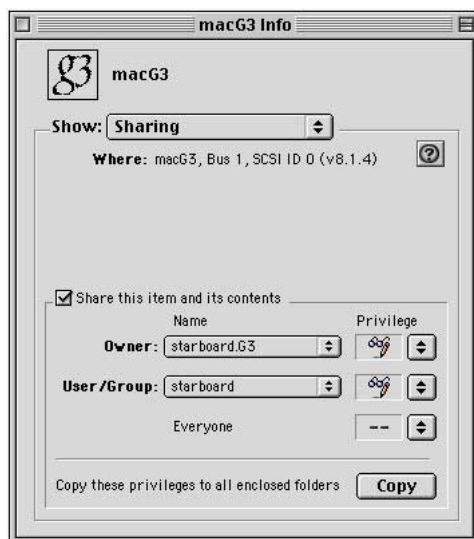 macG3 Info
g3
macG3
Show: Sharing
Where: macG3, Bus 1, SCSI ID 0 (v8.1.4)
?
Share this item and its contents
Name Privilege
Owner: starboard.G3
User/Group: starboard
Everyone --
Copy these privileges to all enclosed folders Copy